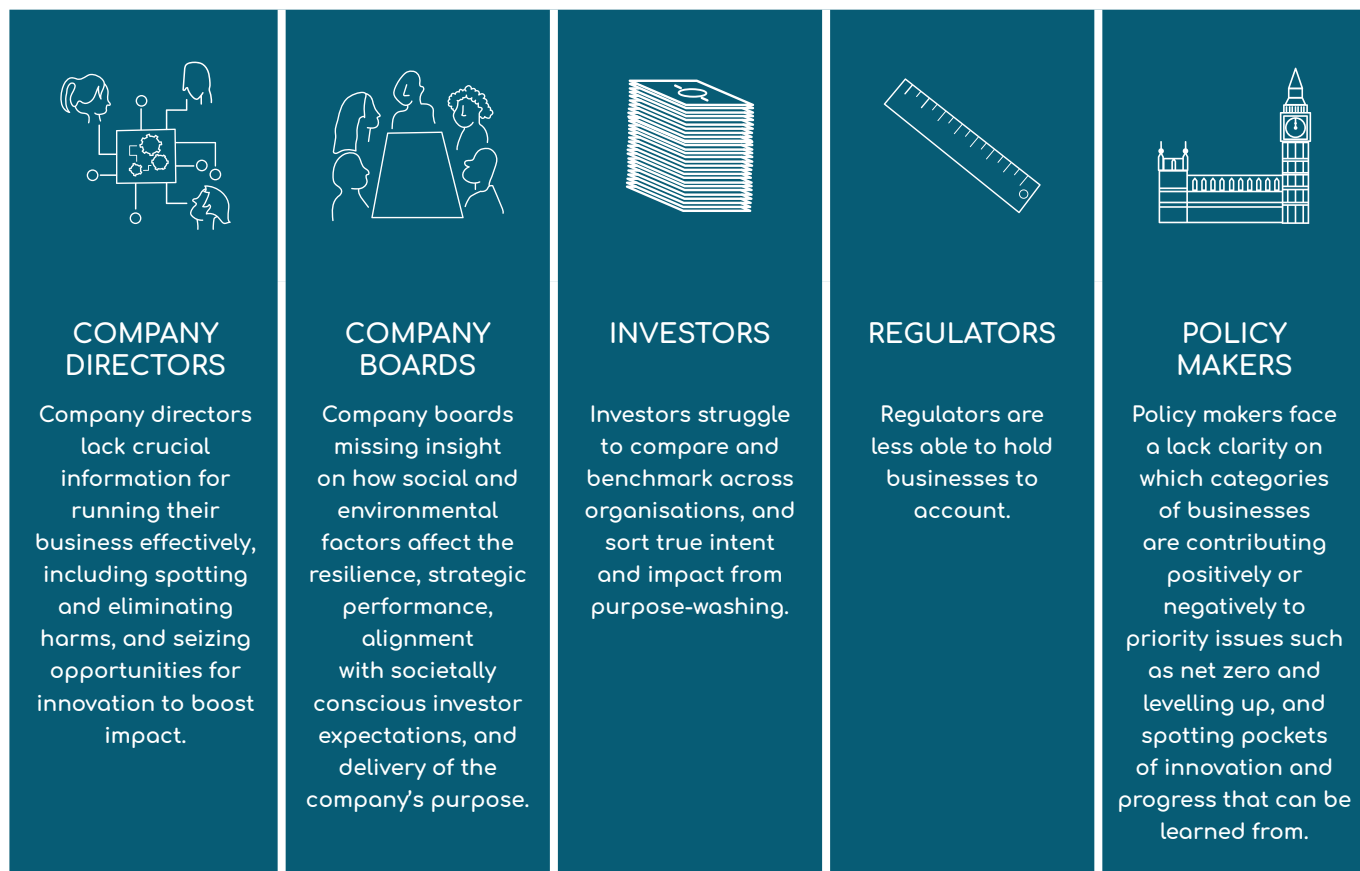 COMPANY
DIRECTORS
Company directors
lack crucial
information for
running their
business effectively,
including spotting
and eliminating
harms, and seizing
opportunities for
innovation to boost
impact.
COMPANY
BOARDS
Company boards
missing insight
on how social and
environmental
factors affect the
resilience, strategic
performance,
alignment
with societally
conscious investor
expectations, and
delivery of the
company's purpose.
INVESTORS
Investors struggle
to compare and
benchmark across
organisations, and
sort true intent
and impact from
purpose-washing.
REGULATORS
Regulators are
less able to hold
businesses to
account.
POLICY
MAKERS
Policy makers face
a lack clarity on
which categories
of businesses
are contributing
positively or
negatively to
priority issues such
as net zero and
levelling up, and
spotting pockets
of innovation and
progress that can be
learned from.